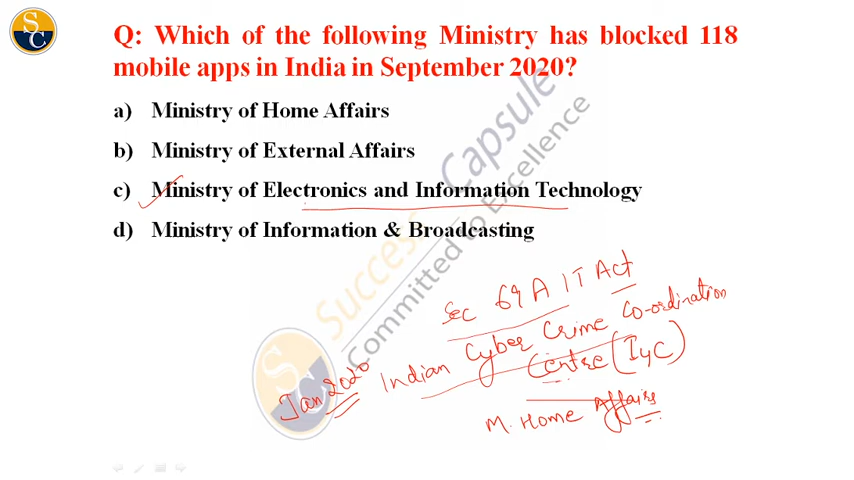 S
C
Q: Which of the following Ministry has blocked 118
mobile apps in India in September 2020?
a) Ministry of Home Affairs
b) Ministry of External Affairs
c) Ministry of Electronics and Information Technology
d) Ministry of Information & Broadcasting
Success Capsule
Committed to Excellence
S
C
Sec 69A IT Act
Indian Cyber Crime Co-ordination
Centre (I4C)
Jan 2020
M. Home Affairs